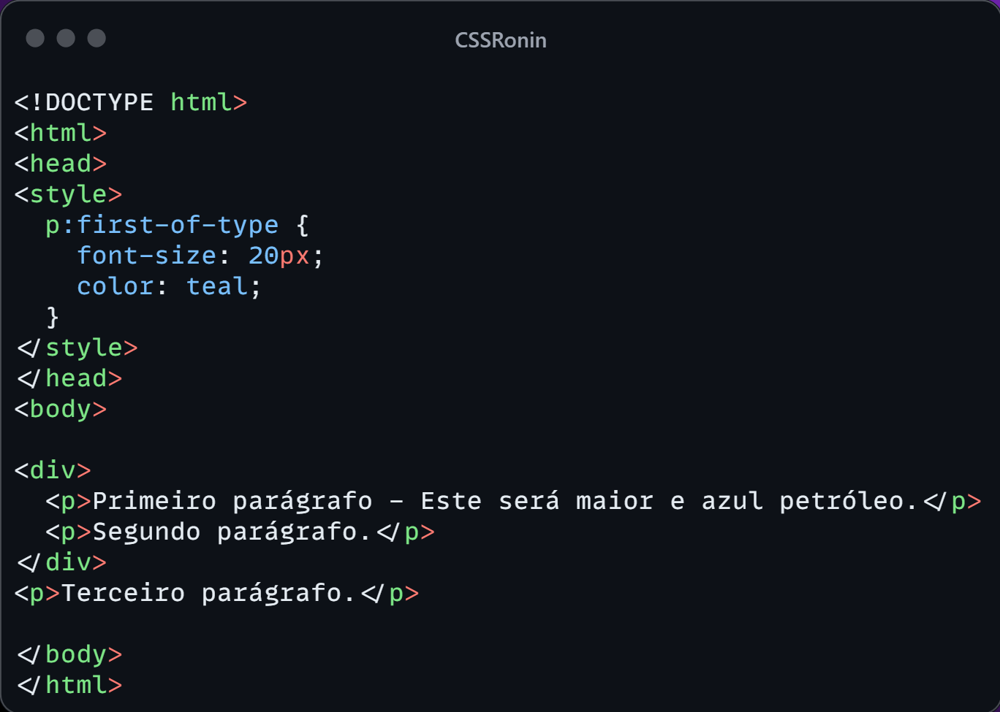 CSSRonin
<!DOCTYPE html>
<html>
<head>
<style>
  p:first-of-type {
    font-size: 20px;
    color: teal;
  }
</style>
</head>
<body>

<div>
  <p>Primeiro parágrafo - Este será maior e azul petróleo.</p>
  <p>Segundo parágrafo.</p>
</div>
<p>Terceiro parágrafo.</p>

</body>
</html>